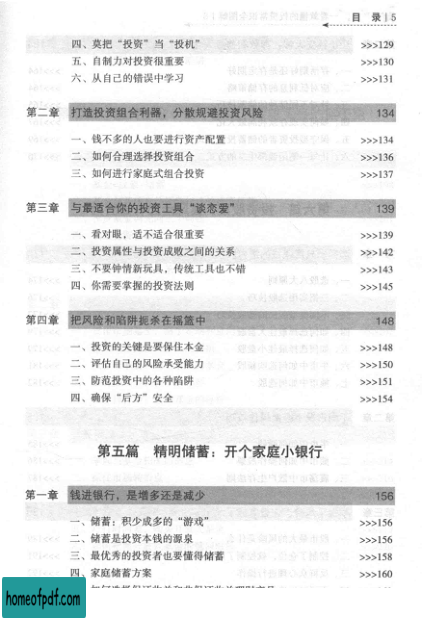 目 录 | 5
四、莫把“投资”当“投机” >>>129
五、自制力对投资很重要 >>>130
六、从自己的错误中学习 >>>131
第二章 打造投资组合利器，分散规避投资风险 134
一、钱不多的人也要进行资产配置 >>>134
二、如何合理选择投资组合 >>>136
三、如何进行家庭式组合投资 >>>137
第三章 与最适合你的投资工具“谈恋爱” 139
一、看对眼，适不适合很重要 >>>139
二、投资属性与投资成败之间的关系 >>>142
三、不要钟情新玩具，传统工具也不错 >>>143
四、你需要掌握的投资法则 >>>145
第四章 把风险和陷阱扼杀在摇篮中 148
一、投资的关键是要保住本金 >>>148
二、评估自己的风险承受能力 >>>150
三、防范投资中的各种陷阱 >>>151
四、确保“后方”安全 >>>154
第五篇 精明储蓄：开个家庭小银行
第一章 钱进银行，是增多还是减少 156
一、储蓄：积少成多的“游戏” >>>156
二、储蓄是投资资本的源泉 >>>156
三、最优秀的投资者也要懂得储蓄 >>>158
四、家庭储蓄方案 >>>160
homeofpdf.com